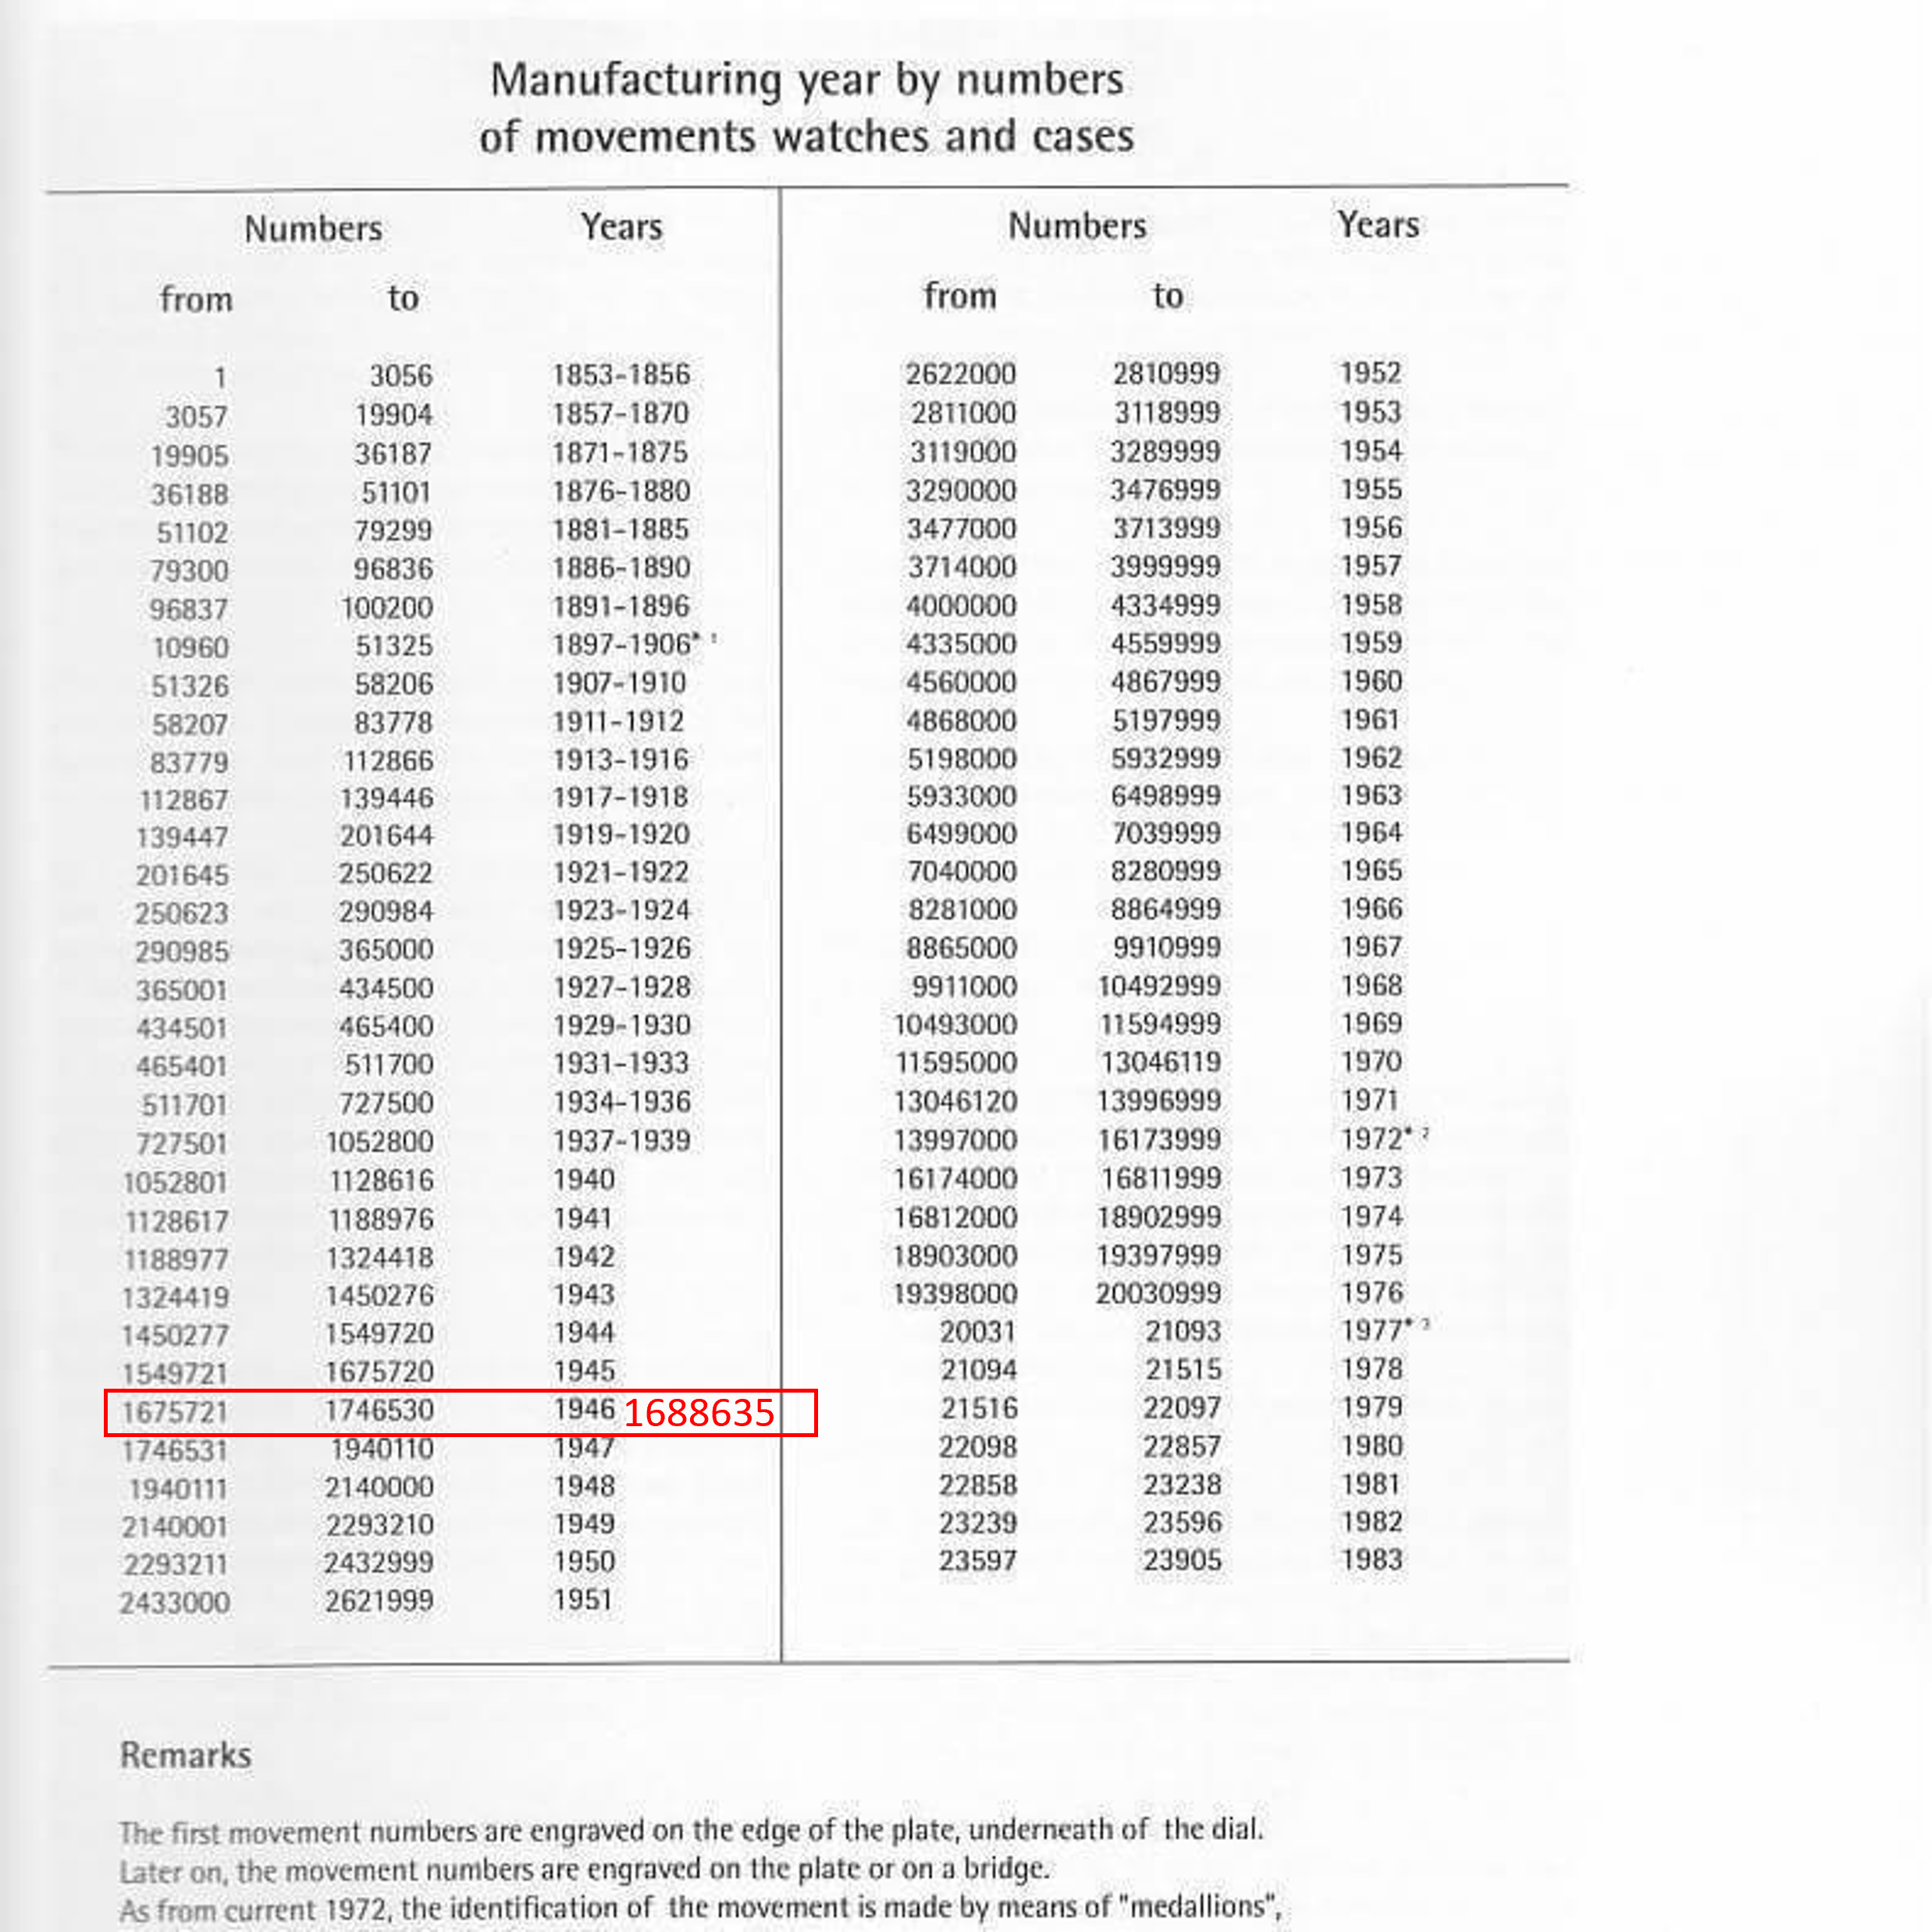 Manufacturing year by numbers
of movements watches and cases
Numbers Years Numbers Years
from to from to
1 3056 1853-1856 2622000 2810999 1952
3057 19904 1857-1870 2811000 3118999 1953
19905 36187 1871-1875 3119000 3289999 1954
36188 51101 1876-1880 3290000 3476999 1955
51102 79299 1881-1885 3477000 3713999 1956
79300 96836 1886-1890 3714000 3999999 1957
96837 100200 1891-1896 4000000 4334999 1958
10960 51325 1897-1906* 1 4335000 4559999 1959
51326 58206 1907-1910 4560000 4867999 1960
58207 83778 1911-1912 4868000 5197999 1961
83779 112866 1913-1916 5198000 5932999 1962
112867 139446 1917-1918 5933000 6498999 1963
139447 201644 1919-1920 6499000 7039999 1964
201645 250622 1921-1922 7040000 8280999 1965
250623 290984 1923-1924 8281000 8864999 1966
290985 365000 1925-1926 8865000 9910999 1967
365001 434500 1927-1928 9911000 10492999 1968
434501 465400 1929-1930 10493000 11594999 1969
465401 511700 1931-1933 11595000 13046119 1970
511701 727500 1934-1936 13046120 13996999 1971
727501 1052800 1937-1939 13997000 16173999 1972* 2
1052801 1128616 1940 16174000 16811999 1973
1128617 1188976 1941 16812000 18902999 1974
1188977 1324418 1942 18903000 19397999 1975
1324419 1450276 1943 19398000 20030999 1976
1450277 1549720 1944 20031 21093 1977* 3
1549721 1675720 1945 21094 21515 1978
1675721 1746530 1946 1688635 21516 22097 1979
1746531 1940110 1947 22098 22857 1980
1940111 2140000 1948 22858 23238 1981
2140001 2293210 1949 23239 23596 1982
2293211 2432999 1950 23597 23905 1983
2433000 2621999 1951
Remarks
The first movement numbers are engraved on the edge of the plate, underneath of the dial.
Later on, the movement numbers are engraved on the plate or on a bridge.
As from current 1972, the identification of the movement is made by means of "medallions",